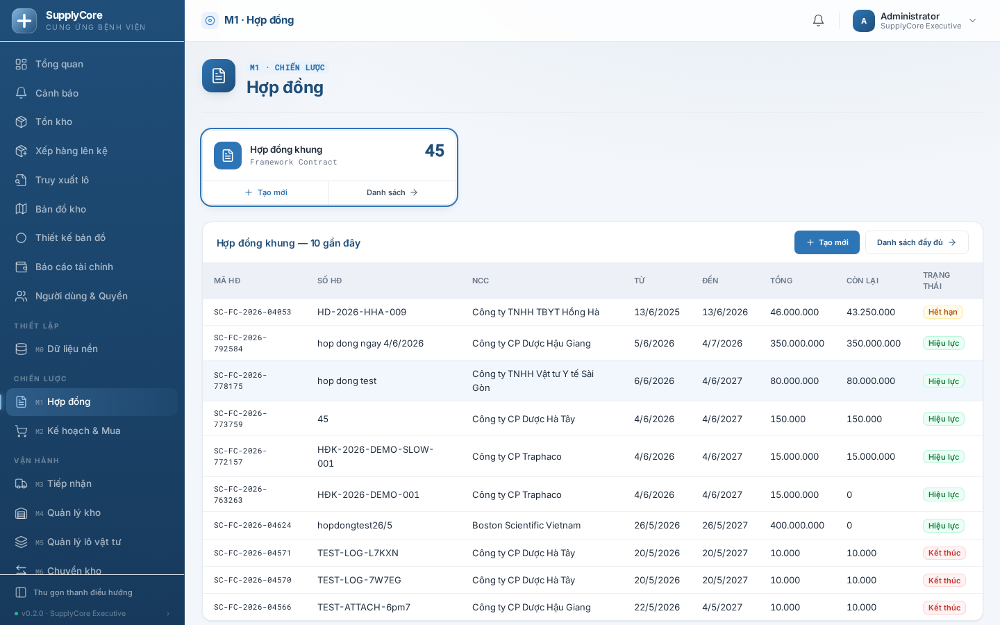 SupplyCore
CUNG ỨNG BỆNH VIỆN
Tổng quan
Cảnh báo
Tồn kho
Xếp hàng lên kệ
Truy xuất lô
Bản đồ kho
Thiết kế bản đồ
Báo cáo tài chính
Người dùng & Quyền
THIẾT LẬP
M0 Dữ liệu nền
CHIẾN LƯỢC
M1 Hợp đồng
M2 Kế hoạch & Mua
VẬN HÀNH
M3 Tiếp nhận
M4 Quản lý kho
M5 Quản lý lô vật tư
M6 Chuyển kho
Thu gọn thanh điều hướng
v0.2.0 · SupplyCore Executive
M1 · Hợp đồng
A
Administrator
SupplyCore Executive
M1 · CHIẾN LƯỢC
Hợp đồng
Hợp đồng khung
Framework Contract
45
+ Tạo mới
Danh sách →
Hợp đồng khung — 10 gần đây
+ Tạo mới
Danh sách đầy đủ →
MÃ HĐ SỐ HĐ NCC TỪ ĐẾN TỔNG CÒN LẠI TRẠNG THÁI
SC-FC-2026-04053 HD-2026-HHA-009 Công ty TNHH TBYT Hồng Hà 13/6/2025 13/6/2026 46.000.000 43.250.000 Hết hạn
SC-FC-2026-792584 hop dong ngay 4/6/2026 Công ty CP Dược Hậu Giang 5/6/2026 4/7/2026 350.000.000 350.000.000 Hiệu lực
SC-FC-2026-778175 hop dong test Công ty TNHH Vật tư Y tế Sài Gòn 6/6/2026 4/6/2027 80.000.000 80.000.000 Hiệu lực
SC-FC-2026-773759 45 Công ty CP Dược Hà Tây 4/6/2026 4/6/2027 150.000 150.000 Hiệu lực
SC-FC-2026-772157 HĐK-2026-DEMO-SLOW-001 Công ty CP Traphaco 4/6/2026 4/6/2027 15.000.000 15.000.000 Hiệu lực
SC-FC-2026-763263 HĐK-2026-DEMO-001 Công ty CP Traphaco 4/6/2026 4/6/2027 15.000.000 0 Hiệu lực
SC-FC-2026-04624 hopdongtest26/5 Boston Scientific Vietnam 26/5/2026 26/5/2027 400.000.000 0 Hiệu lực
SC-FC-2026-04571 TEST-LOG-L7KXN Công ty CP Dược Hà Tây 20/5/2026 20/5/2027 10.000 10.000 Kết thúc
SC-FC-2026-04570 TEST-LOG-7W7EG Công ty CP Dược Hà Tây 20/5/2026 20/5/2027 10.000 10.000 Kết thúc
SC-FC-2026-04566 TEST-ATTACH-6pm7 Công ty CP Dược Hậu Giang 22/5/2026 4/5/2027 10.000 10.000 Kết thúc